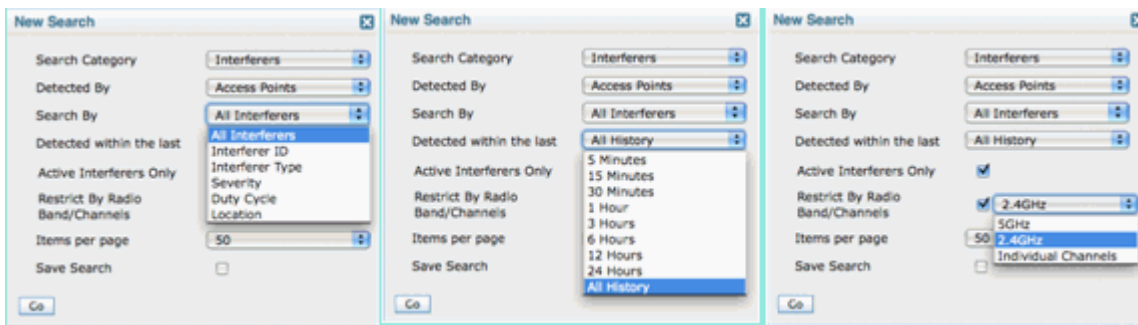 New Search
Search Category Interferers
Detected By Access Points
Search By All Interferers
All Interferers
Interferer ID
Interferer Type
Severity
Duty Cycle
Location
Detected within the last
Active Interferers Only
Restrict By Radio
Band/Channels
Items per page 50
Save Search
Go
New Search
Search Category Interferers
Detected By Access Points
Search By All Interferers
Detected within the last All History
5 Minutes
15 Minutes
30 Minutes
1 Hour
3 Hours
6 Hours
12 Hours
24 Hours
All History
Active Interferers Only
Restrict By Radio
Band/Channels
Items per page
Save Search
Go
New Search
Search Category Interferers
Detected By Access Points
Search By All Interferers
Detected within the last All History
Active Interferers Only
Restrict By Radio
Band/Channels
2.4GHz
5GHz
2.4GHz
Individual Channels
Items per page 50
Save Search
Go